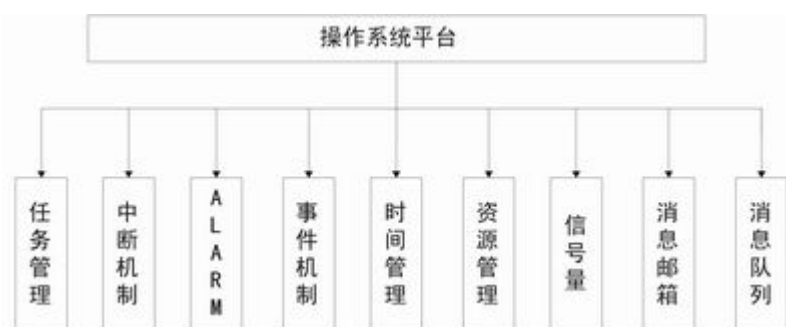 操作系统平台
任务管理
中断机制
ALARM
事件机制
时间管理
资源管理
信号量
消息邮箱
消息队列